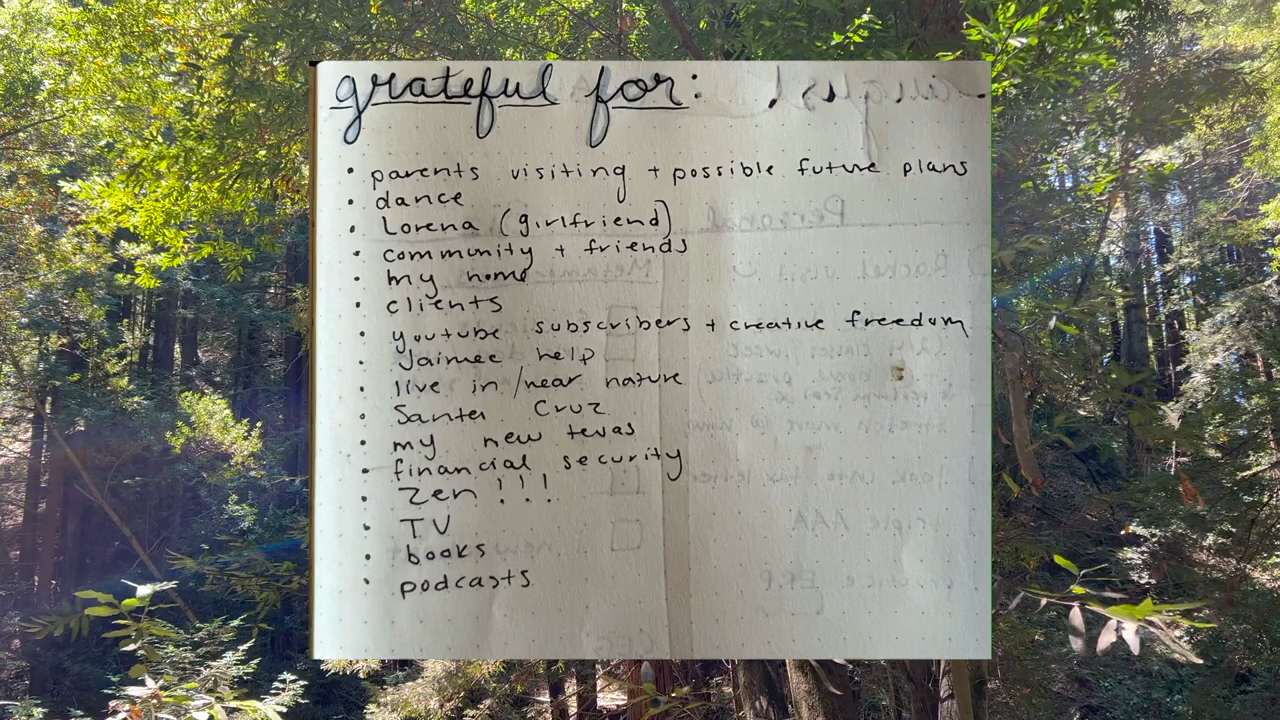 grateful for:
• parents visiting + possible future plans
• dance
• Lorena (girlfriend)
• community + friends
• my home
• clients
• youtube subscribers + creative freedom
• Jaimee help
• live in/near nature
• Santa Cruz
• my new tevas
• financial security
• Zen!!!
• TV
• books
• podcasts